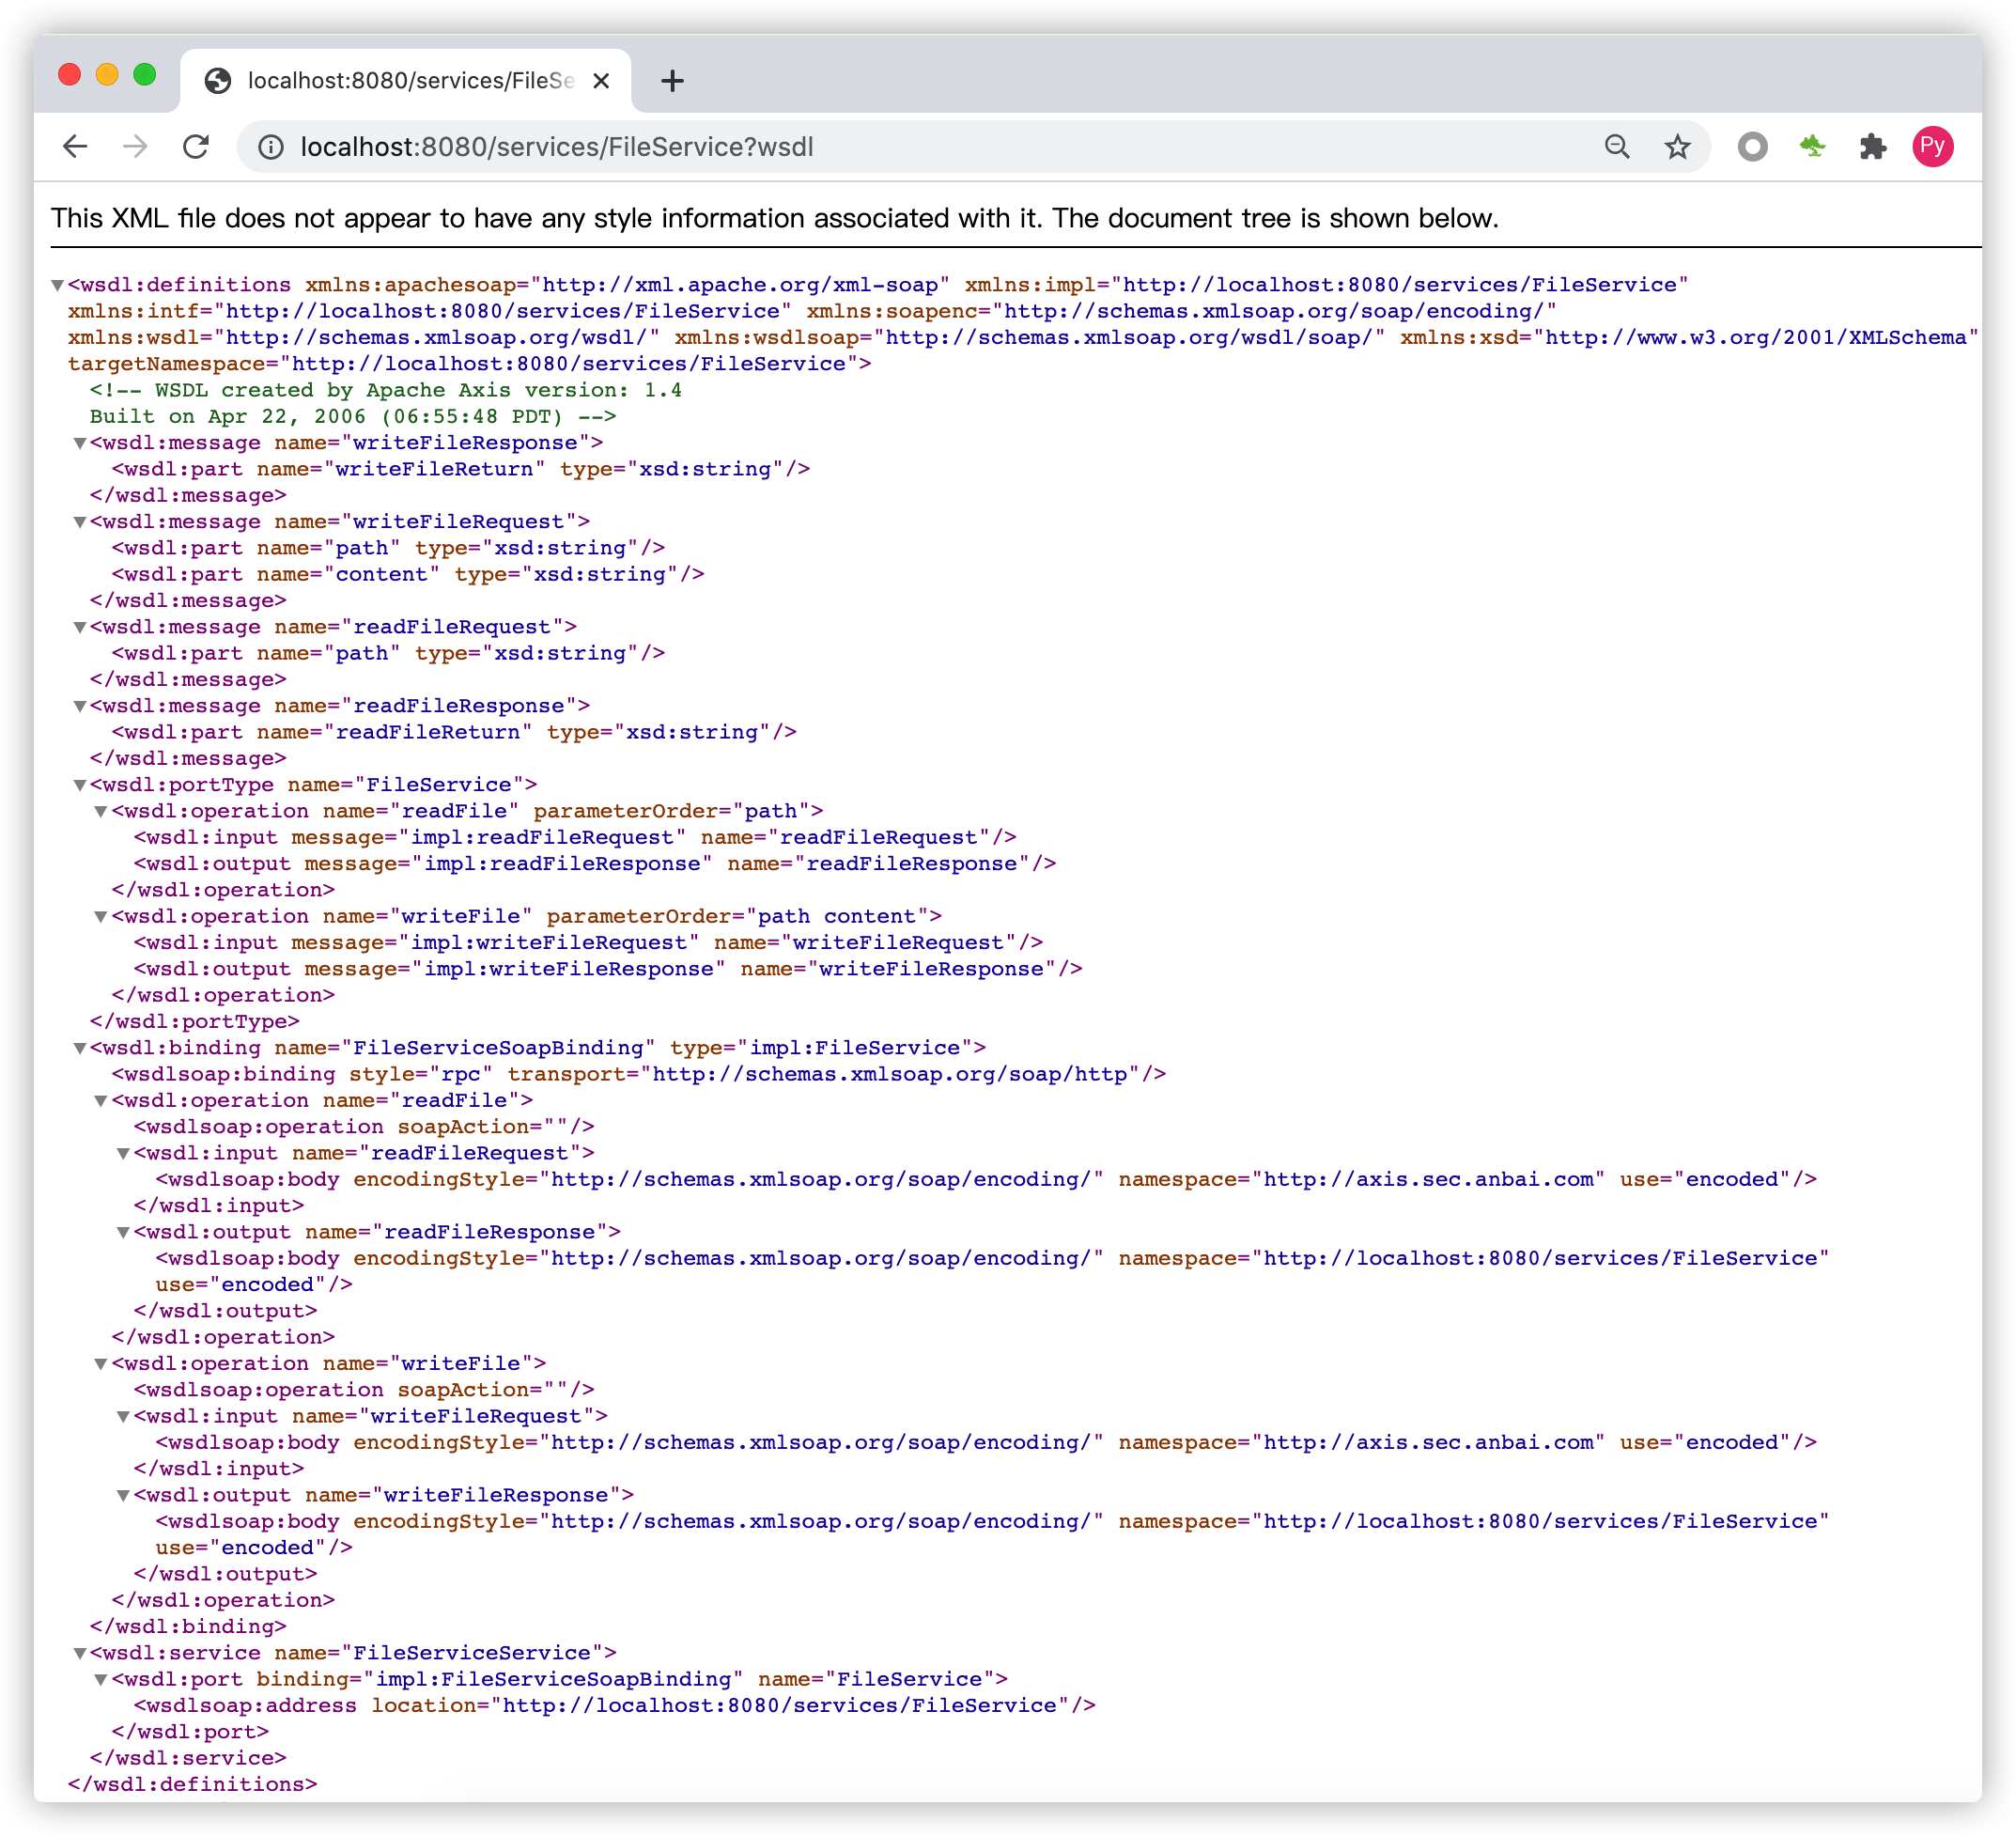 localhost:8080/services/FileSe
localhost:8080/services/FileService?wsdl
Py
This XML file does not appear to have any style information associated with it. The document tree is shown below.
<wsdl:definitions xmlns:apachesoap="http://xml.apache.org/xml-soap" xmlns:impl="http://localhost:8080/services/FileService"
xmlns:intf="http://localhost:8080/services/FileService" xmlns:soapenc="http://schemas.xmlsoap.org/soap/encoding/"
xmlns:wsdl="http://schemas.xmlsoap.org/wsdl/" xmlns:wsdlsoap="http://schemas.xmlsoap.org/wsdl/soap/" xmlns:xsd="http://www.w3.org/2001/XMLSchema"
targetNamespace="http://localhost:8080/services/FileService">
<!-- WSDL created by Apache Axis version: 1.4
Built on Apr 22, 2006 (06:55:48 PDT) -->
<wsdl:message name="writeFileResponse">
<wsdl:part name="writeFileReturn" type="xsd:string"/>
</wsdl:message>
<wsdl:message name="writeFileRequest">
<wsdl:part name="path" type="xsd:string"/>
<wsdl:part name="content" type="xsd:string"/>
</wsdl:message>
<wsdl:message name="readFileRequest">
<wsdl:part name="path" type="xsd:string"/>
</wsdl:message>
<wsdl:message name="readFileResponse">
<wsdl:part name="readFileReturn" type="xsd:string"/>
</wsdl:message>
<wsdl:portType name="FileService">
<wsdl:operation name="readFile" parameterOrder="path">
<wsdl:input message="impl:readFileRequest" name="readFileRequest"/>
<wsdl:output message="impl:readFileResponse" name="readFileResponse"/>
</wsdl:operation>
<wsdl:operation name="writeFile" parameterOrder="path content">
<wsdl:input message="impl:writeFileRequest" name="writeFileRequest"/>
<wsdl:output message="impl:writeFileResponse" name="writeFileResponse"/>
</wsdl:operation>
</wsdl:portType>
<wsdl:binding name="FileServiceSoapBinding" type="impl:FileService">
<wsdlsoap:binding style="rpc" transport="http://schemas.xmlsoap.org/soap/http"/>
<wsdl:operation name="readFile">
<wsdlsoap:operation soapAction=""/>
<wsdl:input name="readFileRequest">
<wsdlsoap:body encodingStyle="http://schemas.xmlsoap.org/soap/encoding/" namespace="http://axis.sec.anbai.com" use="encoded"/>
</wsdl:input>
<wsdl:output name="readFileResponse">
<wsdlsoap:body encodingStyle="http://schemas.xmlsoap.org/soap/encoding/" namespace="http://localhost:8080/services/FileService"
use="encoded"/>
</wsdl:output>
</wsdl:operation>
<wsdl:operation name="writeFile">
<wsdlsoap:operation soapAction=""/>
<wsdl:input name="writeFileRequest">
<wsdlsoap:body encodingStyle="http://schemas.xmlsoap.org/soap/encoding/" namespace="http://axis.sec.anbai.com" use="encoded"/>
</wsdl:input>
<wsdl:output name="writeFileResponse">
<wsdlsoap:body encodingStyle="http://schemas.xmlsoap.org/soap/encoding/" namespace="http://localhost:8080/services/FileService"
use="encoded"/>
</wsdl:output>
</wsdl:operation>
</wsdl:binding>
<wsdl:service name="FileServiceService">
<wsdl:port binding="impl:FileServiceSoapBinding" name="FileService">
<wsdlsoap:address location="http://localhost:8080/services/FileService"/>
</wsdl:port>
</wsdl:service>
</wsdl:definitions>